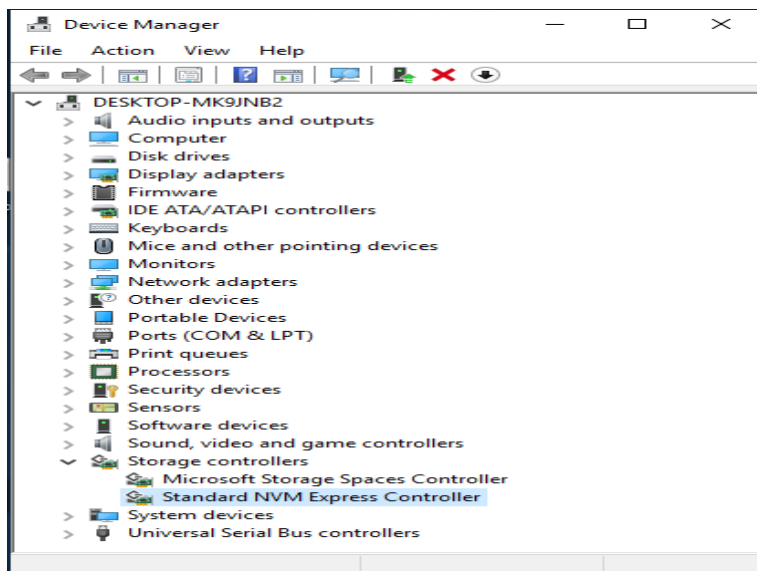 Device Manager
File Action View Help
DESKTOP-MK9JNB2
Audio inputs and outputs
Computer
Disk drives
Display adapters
Firmware
IDE ATA/ATAPI controllers
Keyboards
Mice and other pointing devices
Monitors
Network adapters
Other devices
Portable Devices
Ports (COM & LPT)
Print queues
Processors
Security devices
Sensors
Software devices
Sound, video and game controllers
Storage controllers
Microsoft Storage Spaces Controller
Standard NVM Express Controller
System devices
Universal Serial Bus controllers